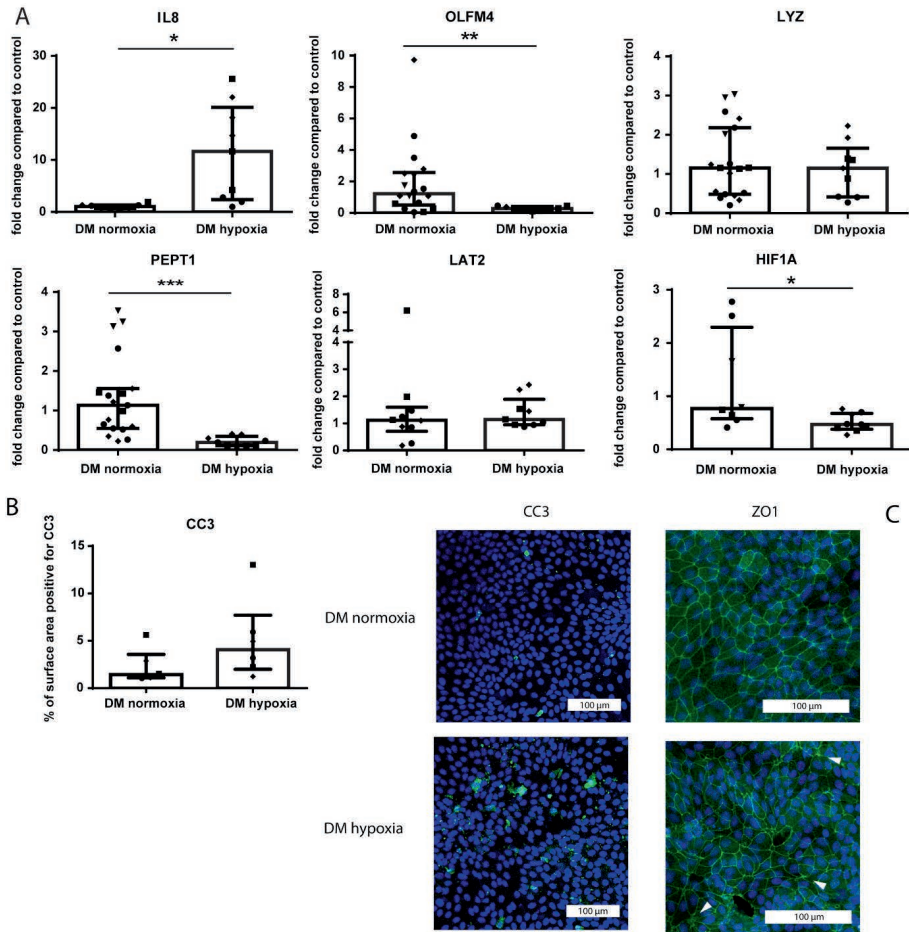 A
IL8
*
fold change compared to control
30
20
10
0
DM normoxia
DM hypoxia
OLFM4
**
fold change compared to control
10
8
6
4
2
0
DM normoxia
DM hypoxia
LYZ
fold change compared to control
4
3
2
1
0
DM normoxia
DM hypoxia
PEPT1
***
fold change compared to control
4
3
2
1
0
DM normoxia
DM hypoxia
LAT2
fold change compared to control
8
6
4
2
4
3
2
1
0
DM normoxia
DM hypoxia
HIF1A
*
fold change compared to control
3
2
1
0
DM normoxia
DM hypoxia
B
CC3
% of surface area positive for CC3
15
10
5
0
DM normoxia
DM hypoxia
CC3
ZO1
C
DM normoxia
100 µm
100 µm
DM hypoxia
100 µm
100 µm